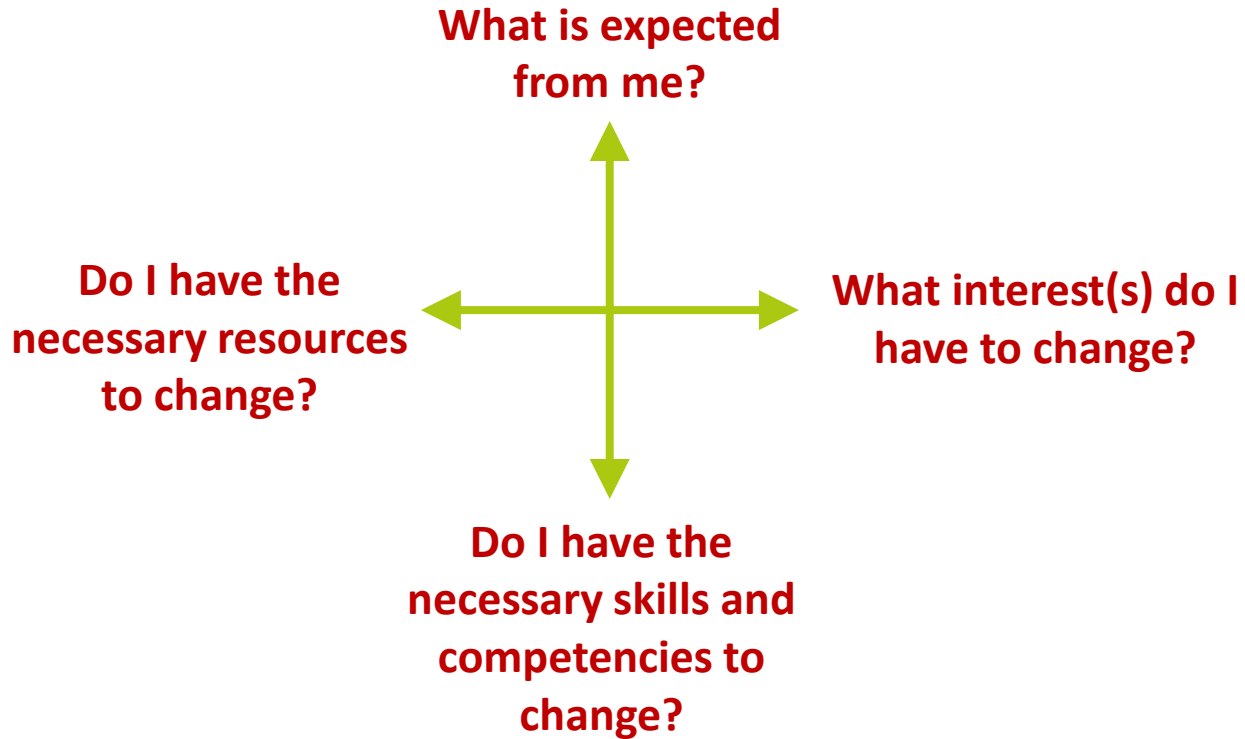 What is expected
from me?
Do I have the
necessary resources
to change?
What interest(s) do I
have to change?
Do I have the
necessary skills and
competencies to
change?